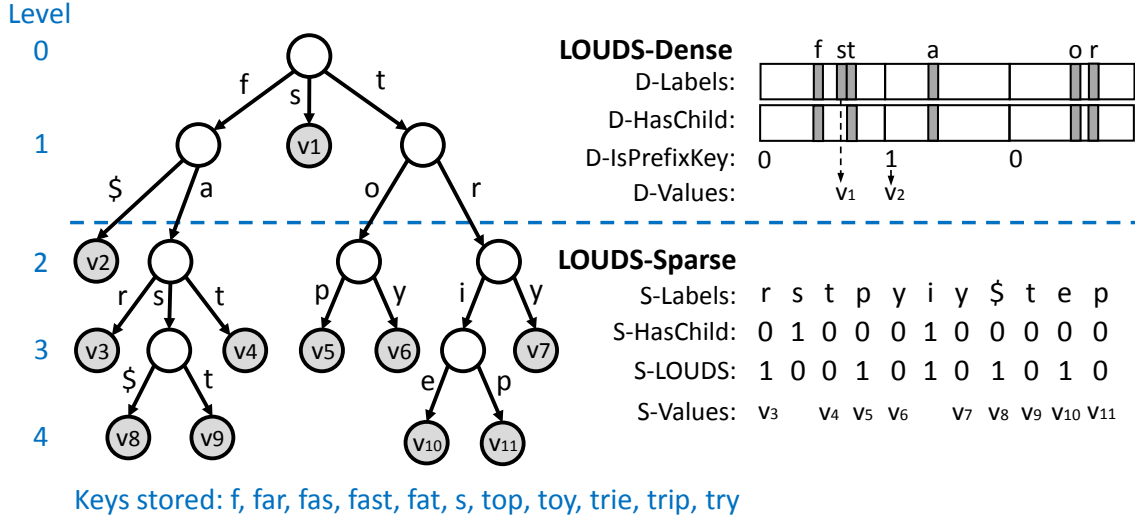 Level
0
1
2
3
4
f
s
t
v1
$
a
o
r
v2
r
s
t
p
y
i
y
v3
v4
v5
v6
v7
$
t
e
p
v8
v9
v10
v11
LOUDS-Dense
f st a o r
D-Labels:
D-HasChild:
D-IsPrefixKey: 0 1 0
D-Values: v1 v2
LOUDS-Sparse
S-Labels: r s t p y i y $ t e p
S-HasChild: 0 1 0 0 0 1 0 0 0 0 0
S-LOUDS: 1 0 0 1 0 1 0 1 0 1 0
S-Values: v3 v4 v5 v6 v7 v8 v9 v10 v11
Keys stored: f, far, fas, fast, fat, s, top, toy, trie, trip, try